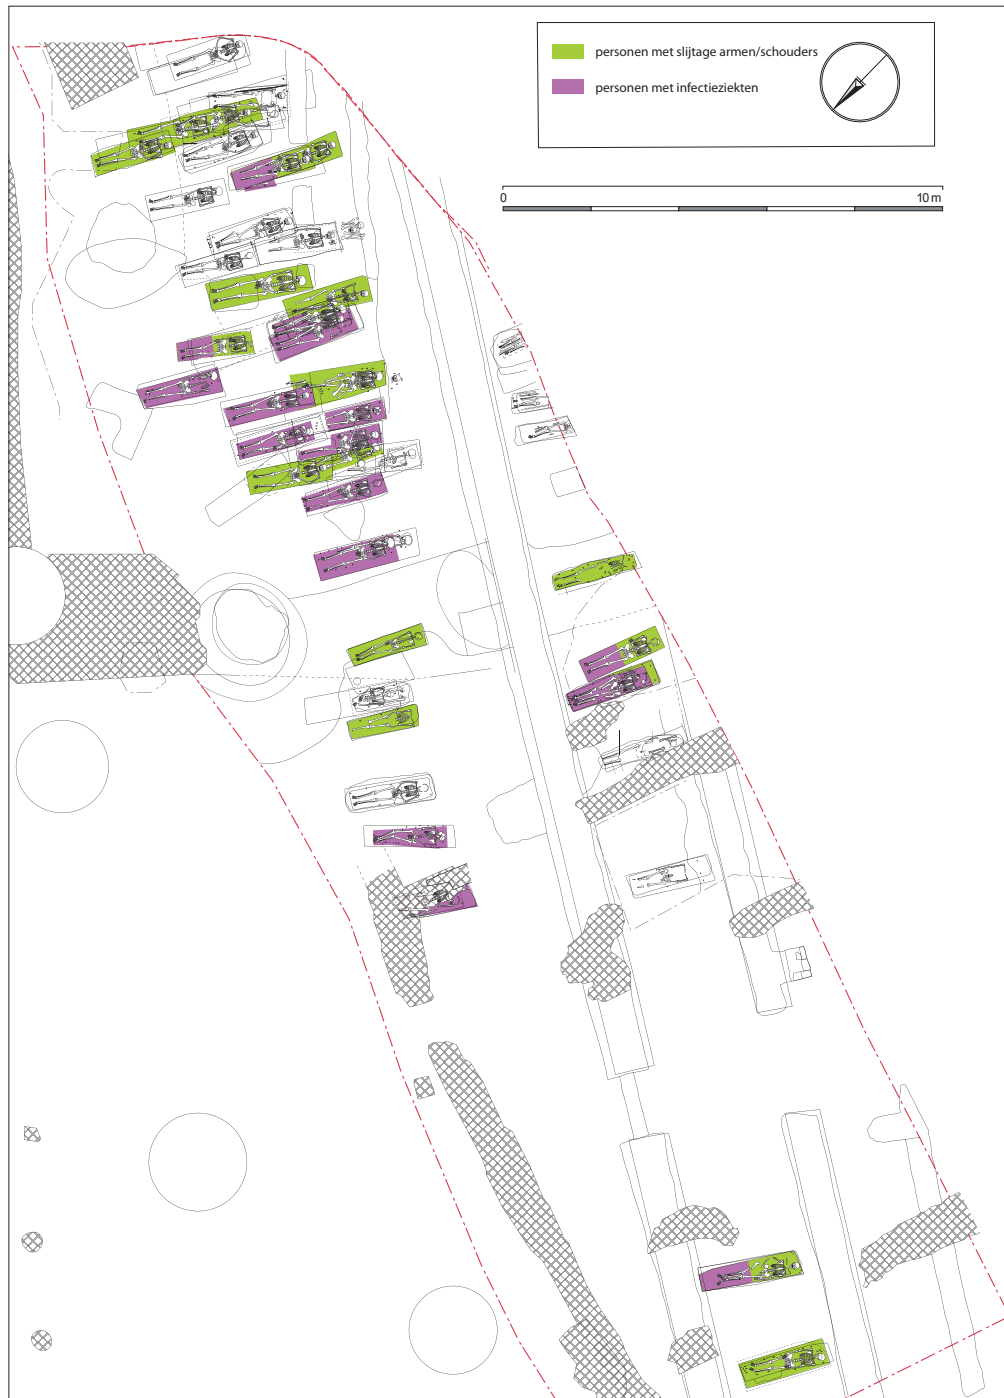 personen met slijtage armen/schouders
personen met infectieziekten
0 10 m